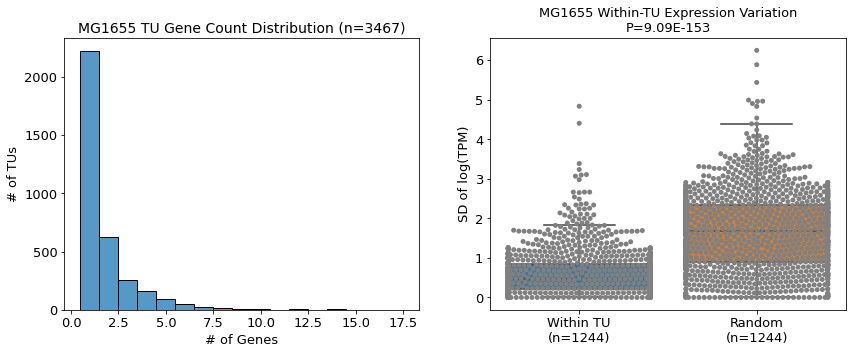 MG1655 TU Gene Count Distribution (n=3467)
# of TUs
2000
1500
1000
500
0
0.0 2.5 5.0 7.5 10.0 12.5 15.0 17.5
# of Genes
MG1655 Within-TU Expression Variation
P=9.09E-153
SD of log(TPM)
6
5
4
3
2
1
0
Within TU
(n=1244)
Random
(n=1244)